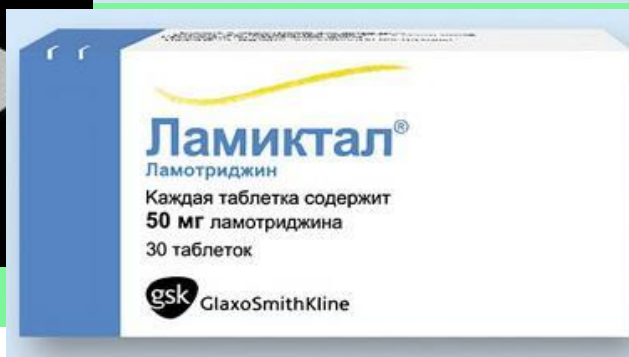 Ламиктал®
Ламотриджин
Каждая таблетка содержит
50 мг ламотриджина
30 таблеток
gsk GlaxoSmithKline